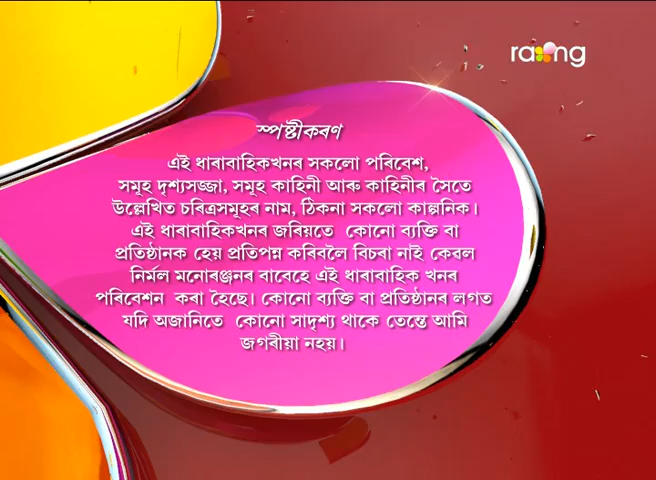 raong
স্পষ্টীকৰণ
এই ধাৰাবাহিকখনৰ সকলো পৰিবেশ,
সমূহ দৃশ্যসজ্জা, সমূহ কাহিনী আৰু কাহিনীৰ সৈতে
উল্লেখিত চৰিত্ৰসমূহৰ নাম, ঠিকনা সকলো কাল্পনিক।
এই ধাৰাবাহিকখনৰ জৰিয়তে কোনো ব্যক্তি বা
প্ৰতিষ্ঠানক হেয় প্ৰতিপন্ন কৰিবলৈ বিচৰা নাই কেৱল
নিৰ্মল মনোৰঞ্জনৰ বাবেহে এই ধাৰাবাহিক খনৰ
পৰিবেশন কৰা হৈছে। কোনো ব্যক্তি বা প্ৰতিষ্ঠানৰ লগত
যদি অজানিতে কোনো সাদৃশ্য থাকে তেন্তে আমি
জগৰীয়া নহয়।